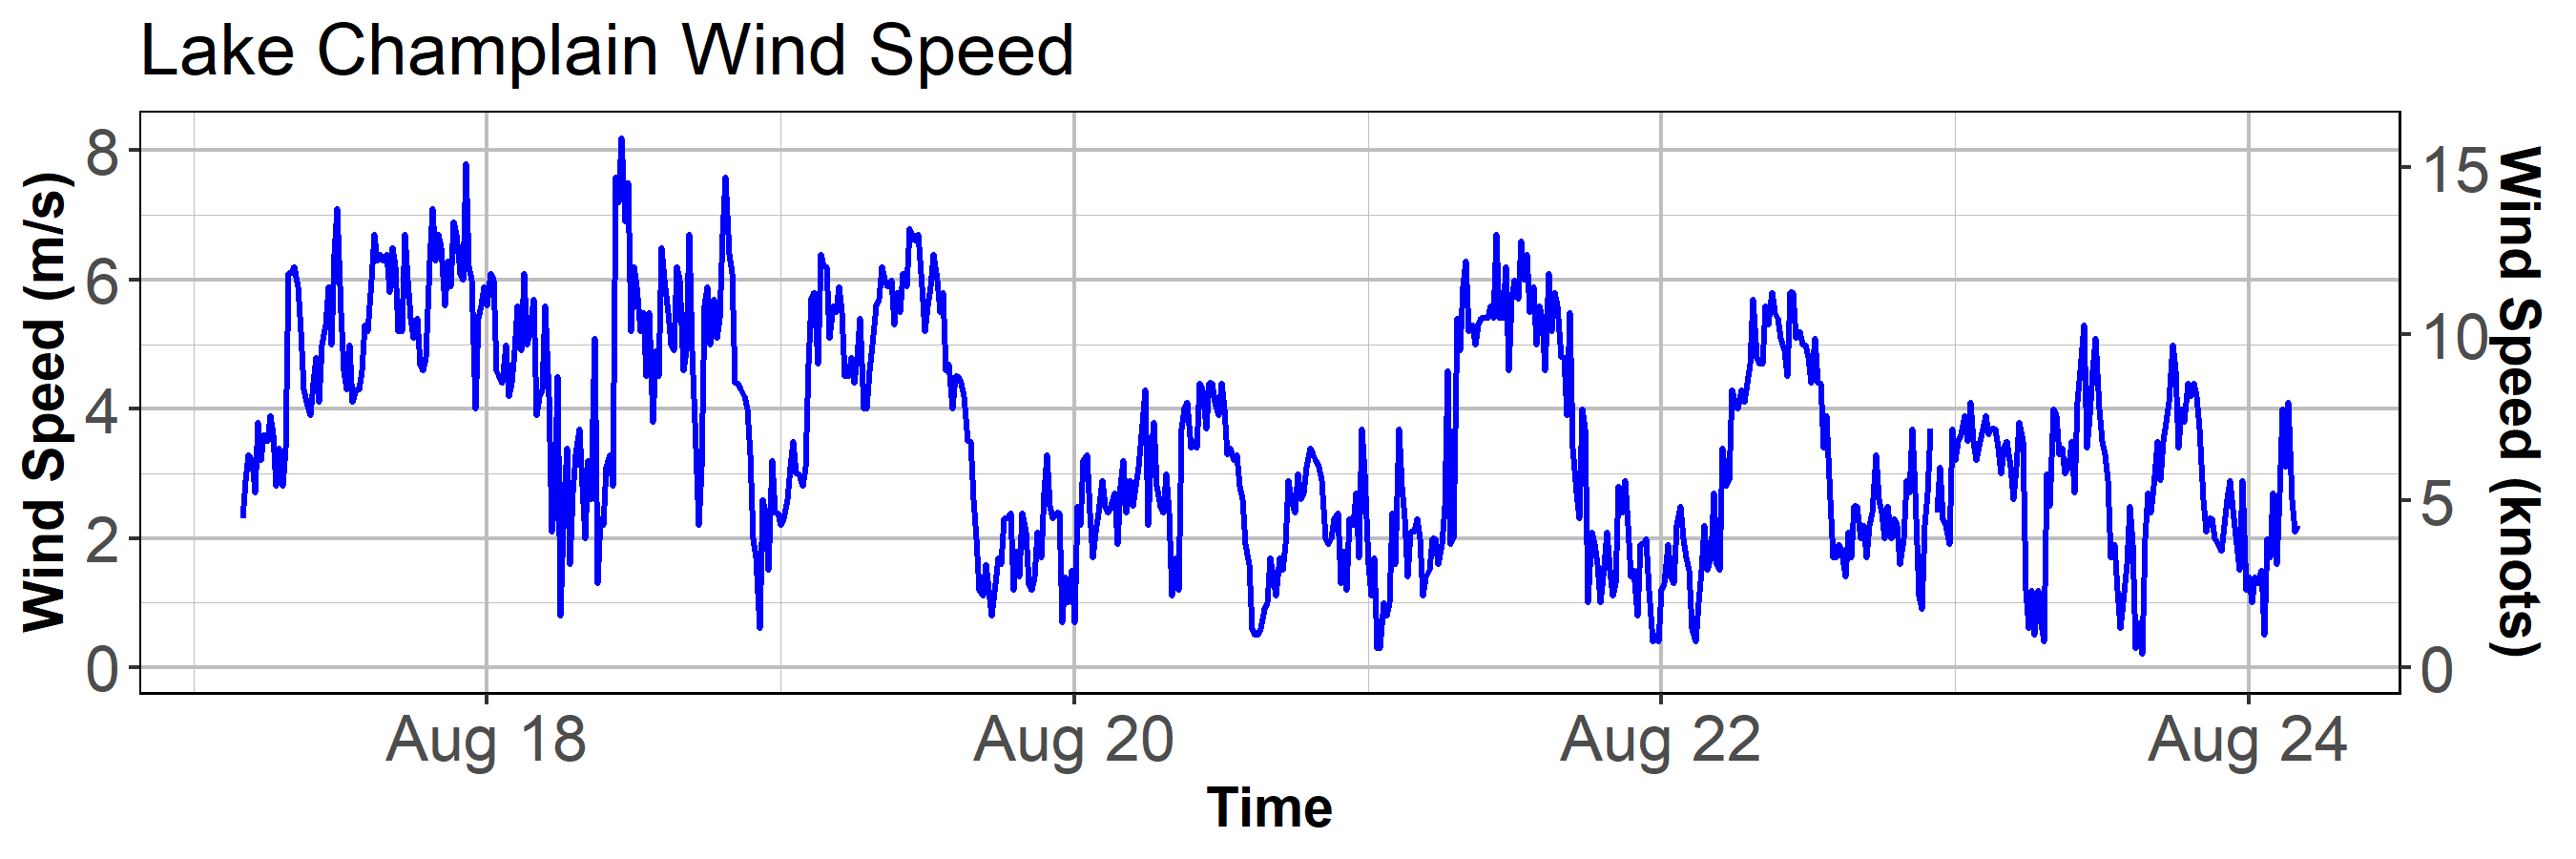 Lake Champlain Wind Speed
Wind Speed (m/s)
8
6
4
2
0
15
10
5
0
Wind Speed (knots)
Aug 18
Aug 20
Aug 22
Aug 24
Time